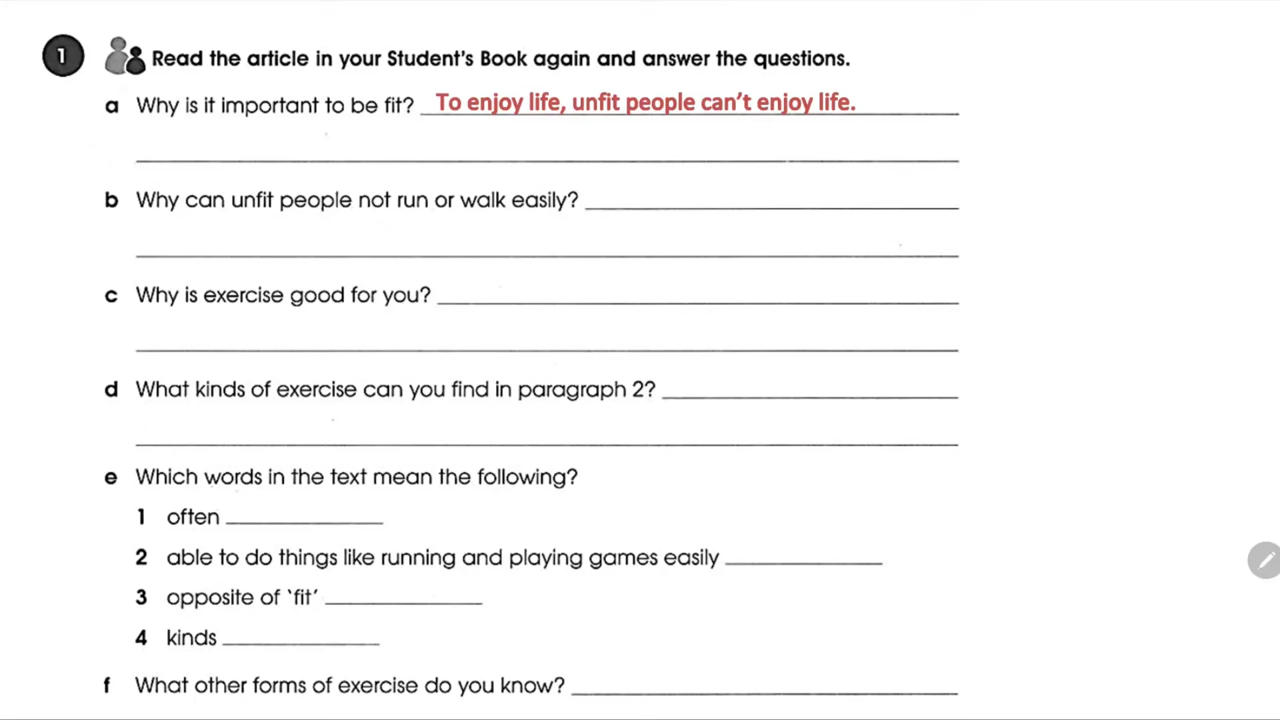 1 Read the article in your Student's Book again and answer the questions.
a Why is it important to be fit? To enjoy life, unfit people can't enjoy life.
b Why can unfit people not run or walk easily?
c Why is exercise good for you?
d What kinds of exercise can you find in paragraph 2?
e Which words in the text mean the following?
1 often
2 able to do things like running and playing games easily
3 opposite of 'fit'
4 kinds
f What other forms of exercise do you know?